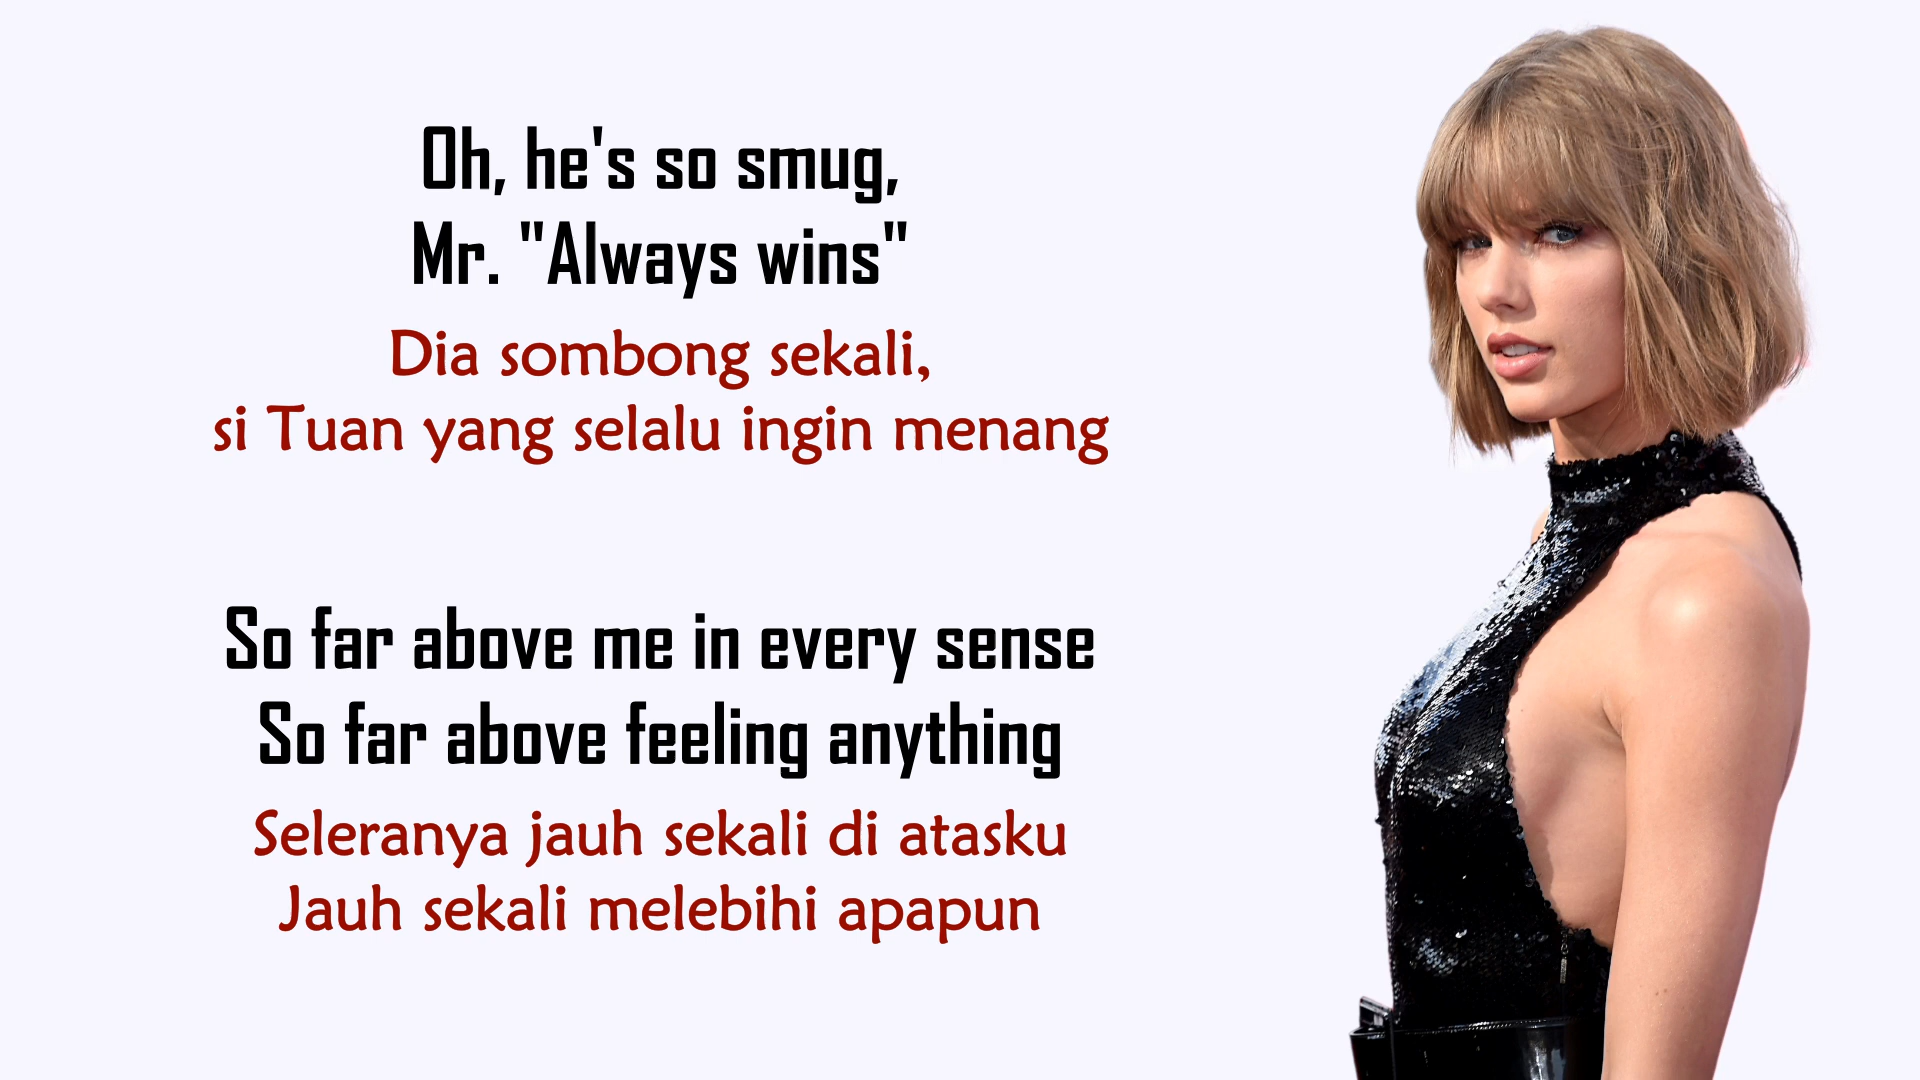 Oh, he's so smug,
Mr. "Always wins"
Dia sombong sekali,
si Tuan yang selalu ingin menang
So far above me in every sense
So far above feeling anything
Seleranya jauh sekali di atasku
Jauh sekali melebihi apapun